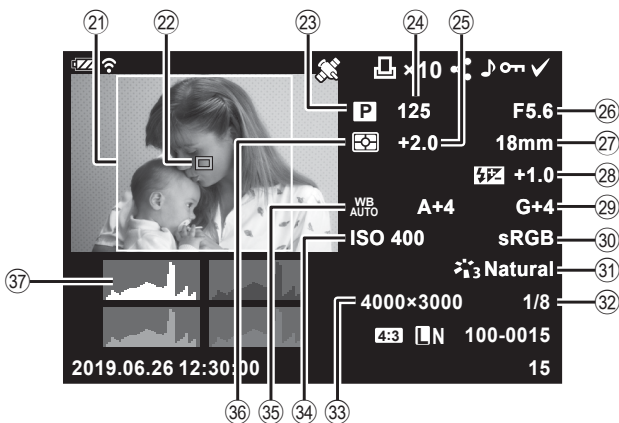 21 22 23 24 25
×10
P 125 F5.6 26
+2.0 18mm 27
+1.0 28
WB AUTO A+4 G+4 29
ISO 400 sRGB 30
3 Natural 31
37
4000×3000 1/8 32
4:3 LN 100-0015
2019.06.26 12:30:00 15
36 35 34 33